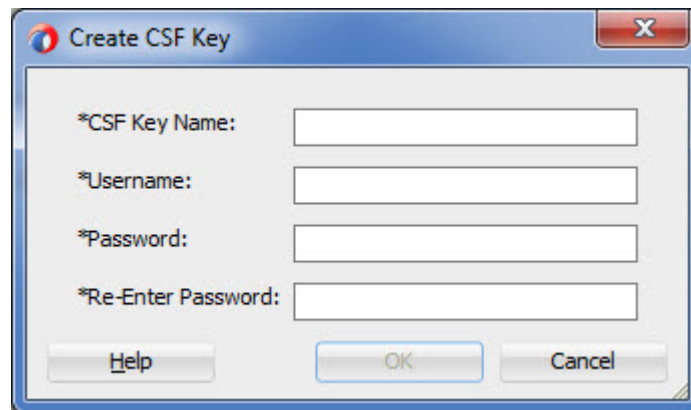 Create CSF Key
*CSF Key Name:
*Username:
*Password:
*Re-Enter Password:
Help OK Cancel